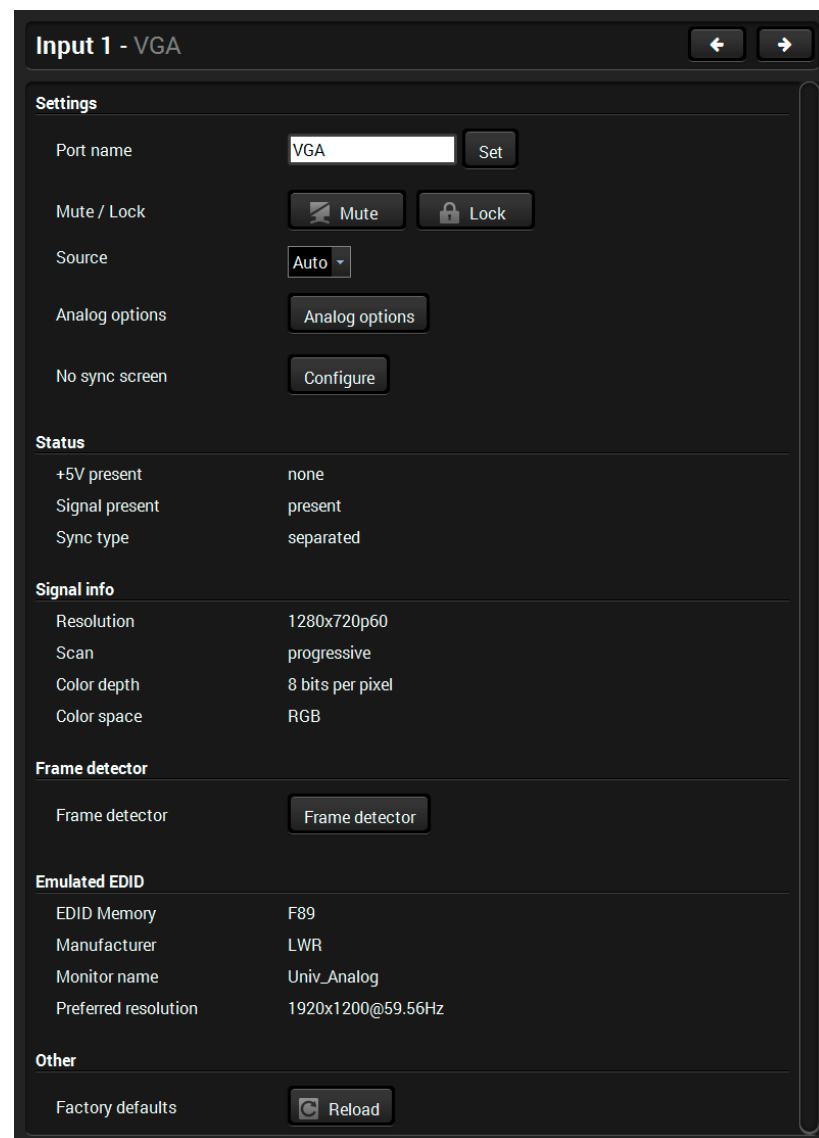 Input 1 - VGA
Settings
Port name VGA Set
Mute / Lock Mute Lock
Source Auto
Analog options Analog options
No sync screen Configure
Status
+5V present none
Signal present present
Sync type separated
Signal info
Resolution 1280x720p60
Scan progressive
Color depth 8 bits per pixel
Color space RGB
Frame detector
Frame detector Frame detector
Emulated EDID
EDID Memory F89
Manufacturer LWR
Monitor name Univ_Analog
Preferred resolution 1920x1200@59.56Hz
Other
Factory defaults Reload